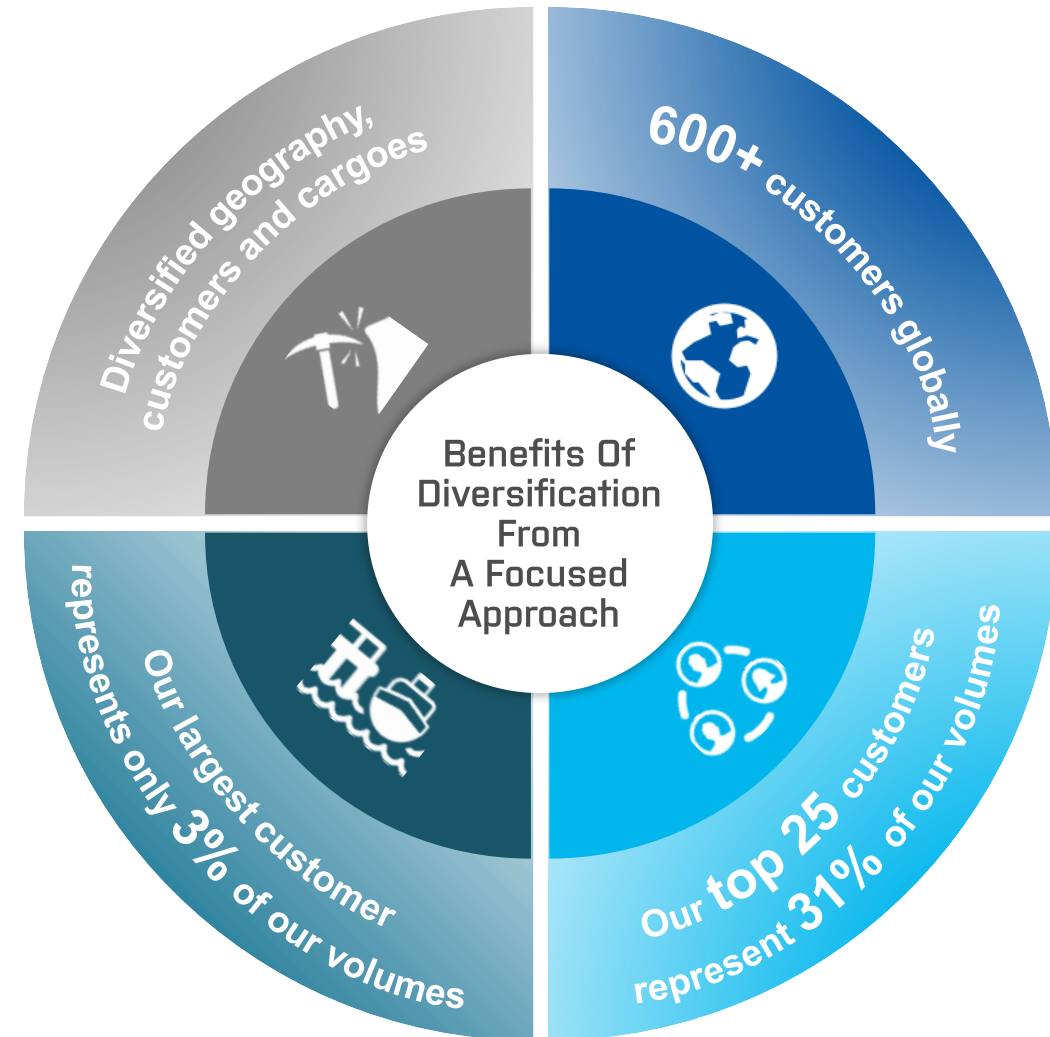 Diversified geography,
customers and cargoes
600+ customers globally
Benefits Of
Diversification
From
A Focused
Approach
Our largest customer
represents only 3% of our volumes
Our top 25 customers
represent 31% of our volumes